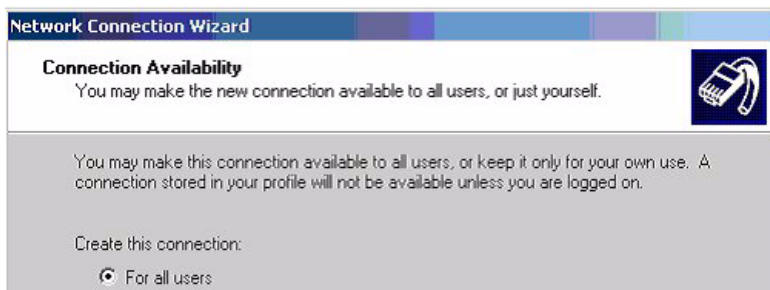 Network Connection Wizard
Connection Availability
You may make the new connection available to all users, or just yourself.
You may make this connection available to all users, or keep it only for your own use. A
connection stored in your profile will not be available unless you are logged on.
Create this connection:
For all users